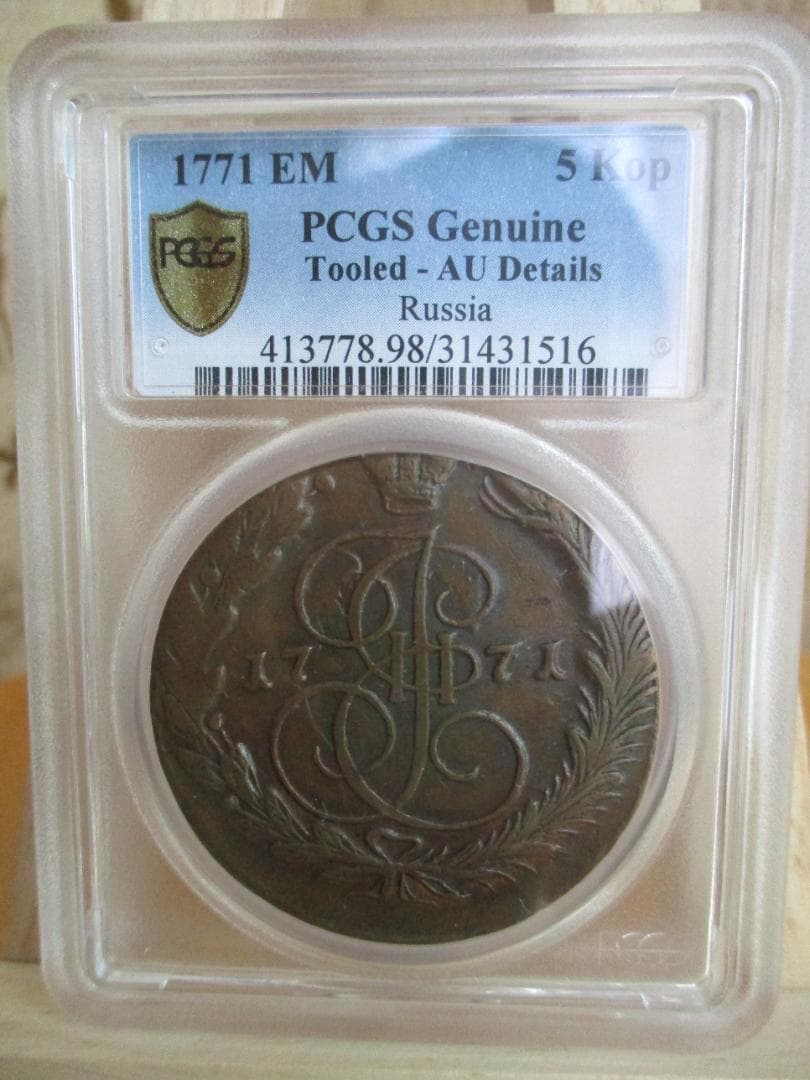 1771 EM 5 Kop
PCGS
PCGS Genuine
Tooled - AU Details
Russia
413778.98/31431516
17 71